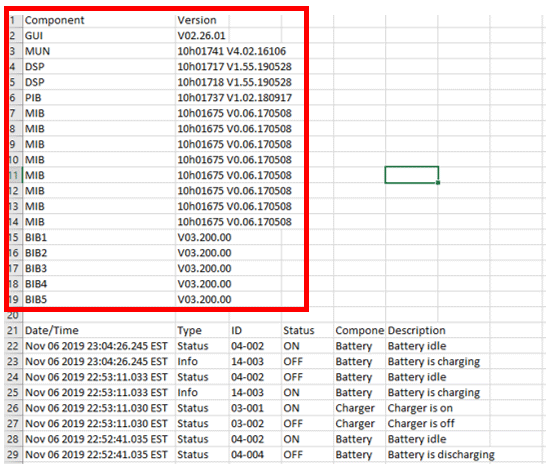 1 Component Version
2 GUI V02.26.01
3 MUN 10h01741 V4.02.16106
4 DSP 10h01717 V1.55.190528
5 DSP 10h01718 V1.55.190528
6 PIB 10h01737 V1.02.180917
7 MIB 10h01675 V0.06.170508
8 MIB 10h01675 V0.06.170508
9 MIB 10h01675 V0.06.170508
10 MIB 10h01675 V0.06.170508
11 MIB 10h01675 V0.06.170508
12 MIB 10h01675 V0.06.170508
13 MIB 10h01675 V0.06.170508
14 MIB 10h01675 V0.06.170508
15 BIB1 V03.200.00
16 BIB2 V03.200.00
17 BIB3 V03.200.00
18 BIB4 V03.200.00
19 BIB5 V03.200.00
20
21 Date/Time Type ID Status Compone Description
22 Nov 06 2019 23:04:26.245 EST Status 04-002 ON Battery Battery idle
23 Nov 06 2019 23:04:26.245 EST Info 14-003 OFF Battery Battery is charging
24 Nov 06 2019 22:53:11.033 EST Status 04-002 OFF Battery Battery idle
25 Nov 06 2019 22:53:11.033 EST Info 14-003 ON Battery Battery is charging
26 Nov 06 2019 22:53:11.030 EST Status 03-001 ON Charger Charger is on
27 Nov 06 2019 22:53:11.030 EST Status 03-002 OFF Charger Charger is off
28 Nov 06 2019 22:52:41.035 EST Status 04-002 ON Battery Battery idle
29 Nov 06 2019 22:52:41.035 EST Status 04-004 OFF Battery Battery is discharging